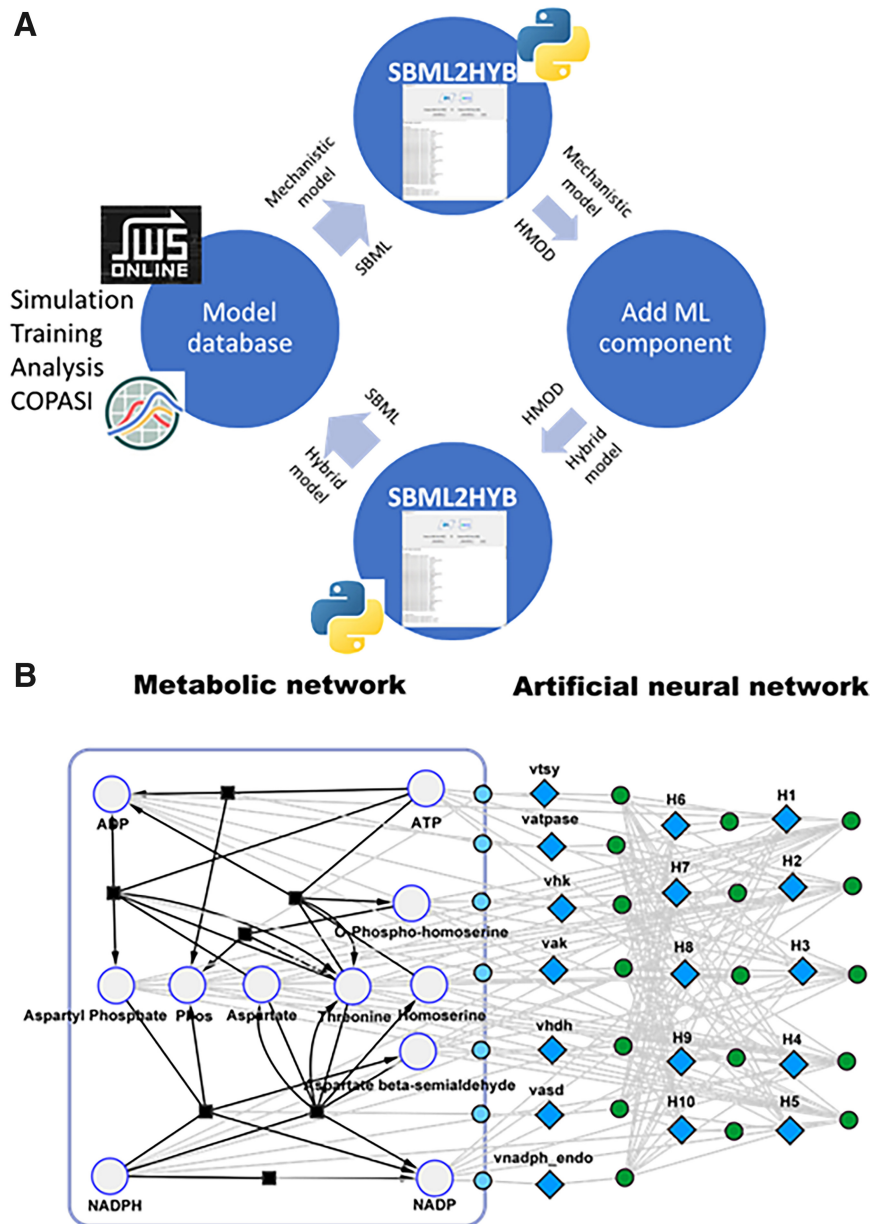 A
SBML2HYB
Mechanistic
model
SBML
Mechanistic
model
HMOD
JWS
ONLINE
Simulation
Training
Analysis
COPASI
Model
database
Add ML
component
SBML
Hybrid
model
HMOD
Hybrid
model
SBML2HYB
B
Metabolic network
Artificial neural network
ADP
ATP
O-Phospho-homoserine
Aspartyl Phosphate
Phos
Aspartate
Threonine
Homoserine
Aspartate beta-semialdehyde
NADPH
NADP
vtsy
vatpase
vhk
vak
vhdh
vasd
vnadph_endo
H6
H7
H8
H9
H10
H1
H2
H3
H4
H5